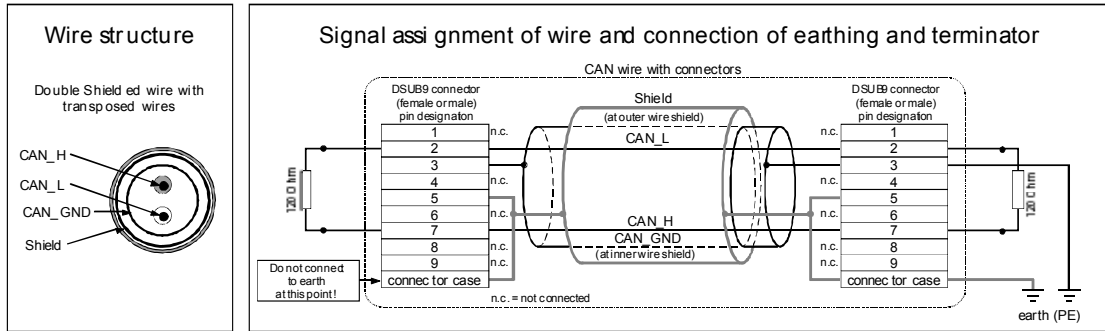 Wire structure
Double Shield ed wire with
transposed wires
CAN_H
CAN_L
CAN_GND
Shield
Signal assi gnment of wire and connection of earthing and terminator
CAN wire with connectors
DSUB9 connector
(female or male)
pin designation
1
2
3
4
5
6
7
8
9
connector case
n.c.
n.c.
n.c.
n.c.
n.c.
120 Ohm
Do not connect
to earth
at this point!
n.c. = not connected
Shield
(at outer wire shield)
CAN_L
CAN_H
CAN_GND
(at inner wire shield)
DSUB9 connector
(female or male)
pin designation
n.c.
n.c.
n.c.
n.c.
n.c.
1
2
3
4
5
6
7
8
9
connector case
120 Ohm
earth (PE)